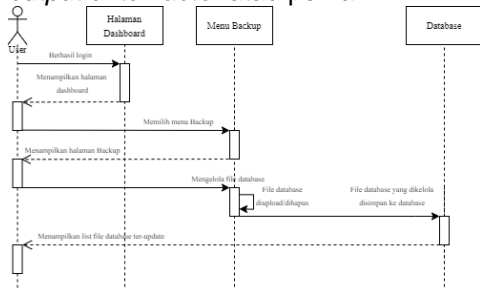 Halaman
Dashboard
Menu Backup
Database
User
Berhasil login
Menampilkan halaman
dashboard
Memilih menu Backup
Menampilkan halaman Backup
Mengelola file database
File database
diupload/dihapus
File database yang dikelola
disimpan ke database
Menampilkan list file database ter-update